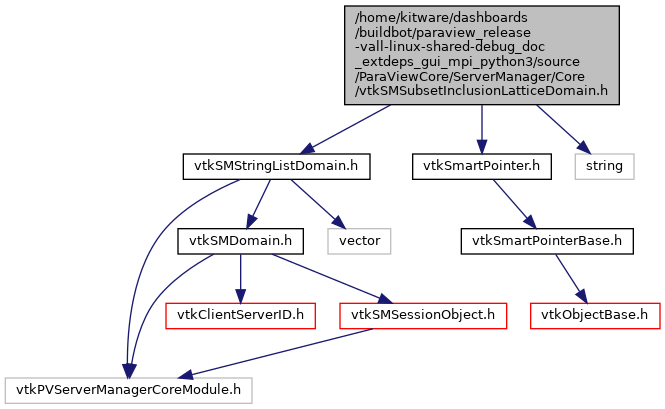 /home/kitware/dashboards
/buildbot/paraview_release
-vall-linux-shared-debug_doc
_extdeps_gui_mpi_python3/source
/ParaViewCore/ServerManager/Core
/vtkSMSubsetInclusionLatticeDomain.h
vtkSMStringListDomain.h
vtkSmartPointer.h
string
vtkSMDomain.h
vector
vtkSmartPointerBase.h
vtkClientServerID.h
vtkSMSessionObject.h
vtkObjectBase.h
vtkPVServerManagerCoreModule.h